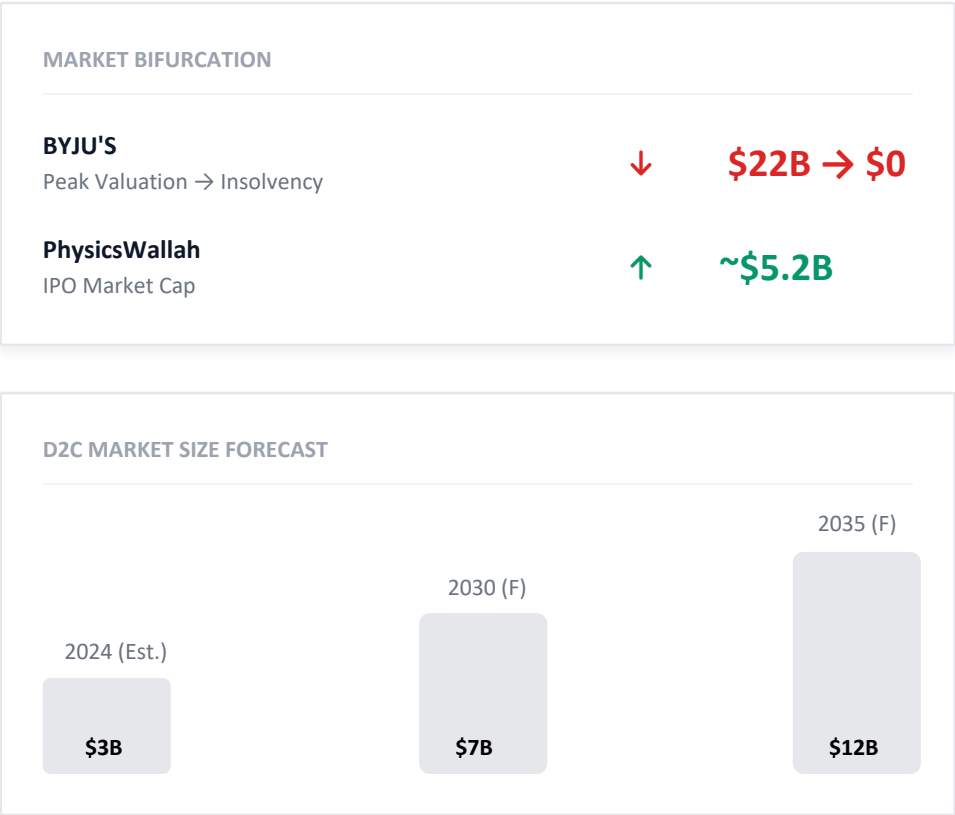 MARKET BIFURCATION
BYJU'S
Peak Valuation → Insolvency
↓ $22B → $0
PhysicsWallah
IPO Market Cap
↑ ~$5.2B
D2C MARKET SIZE FORECAST
2024 (Est.)
$3B
2030 (F)
$7B
2035 (F)
$12B